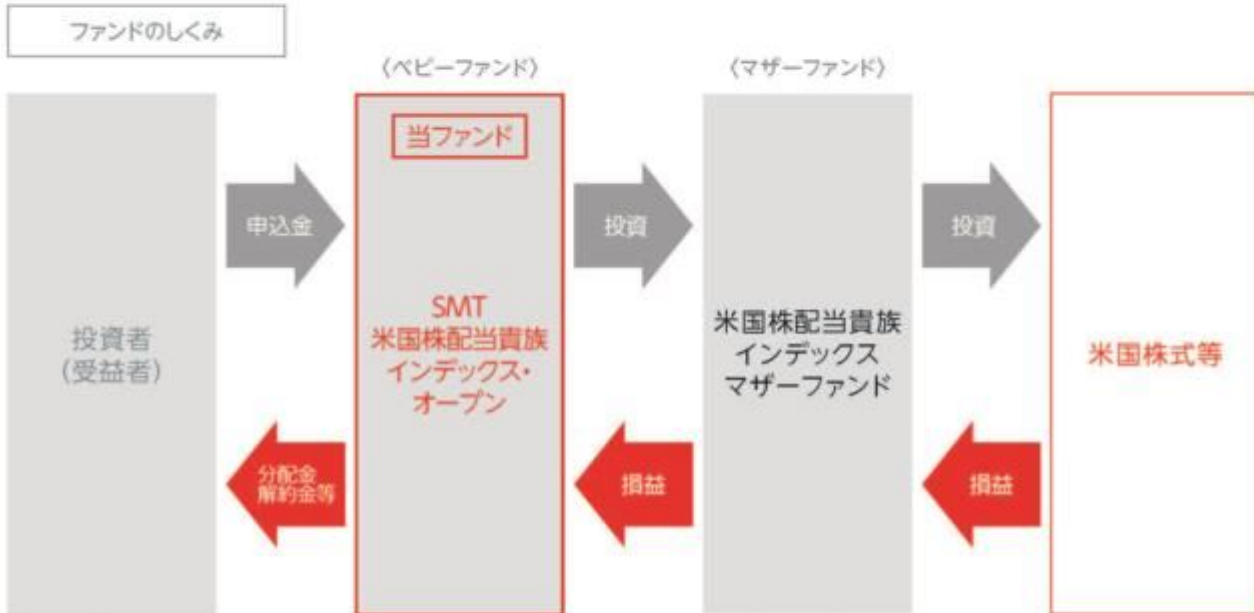 ファンドのしくみ
〈ベビーファンド〉
〈マザーファンド〉
当ファンド
申込金
投資
投資
投資者
(受益者)
SMT
米国株配当貴族
インデックス・
オープン
米国株配当貴族
インデックス
マザーファンド
米国株式等
分配金
解約金等
損益
損益